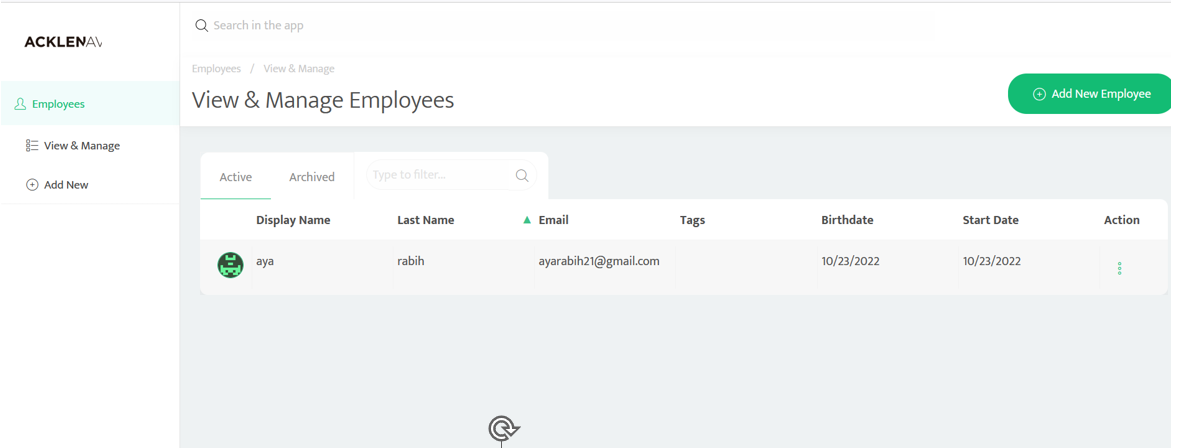 Search in the app
ACKLENAV
Employees / View & Manage
View & Manage Employees
Add New Employee
Employees
View & Manage
Add New
Active Archived Type to filter...
Display Name Last Name Email Tags Birthdate Start Date Action
aya rabih ayarabih21@gmail.com 10/23/2022 10/23/2022